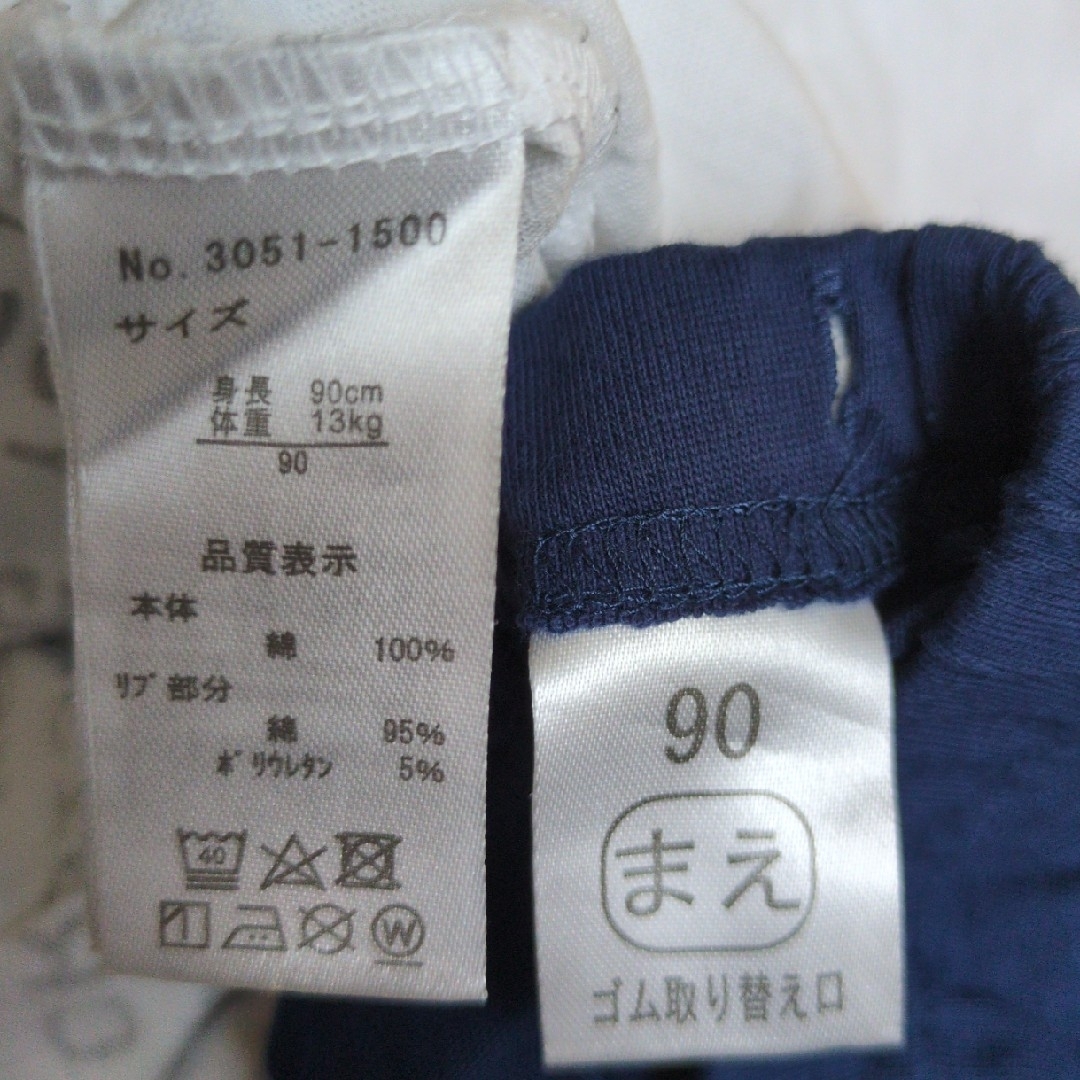 No. 3051-1500
サイズ
身長 90cm
体重 13kg
90
品質表示
本体
綿 100%
ﾘﾌﾞ部分
綿 95%
ﾎﾟﾘｳﾚﾀﾝ 5%
40
W
90
まえ
ゴム取り替え口